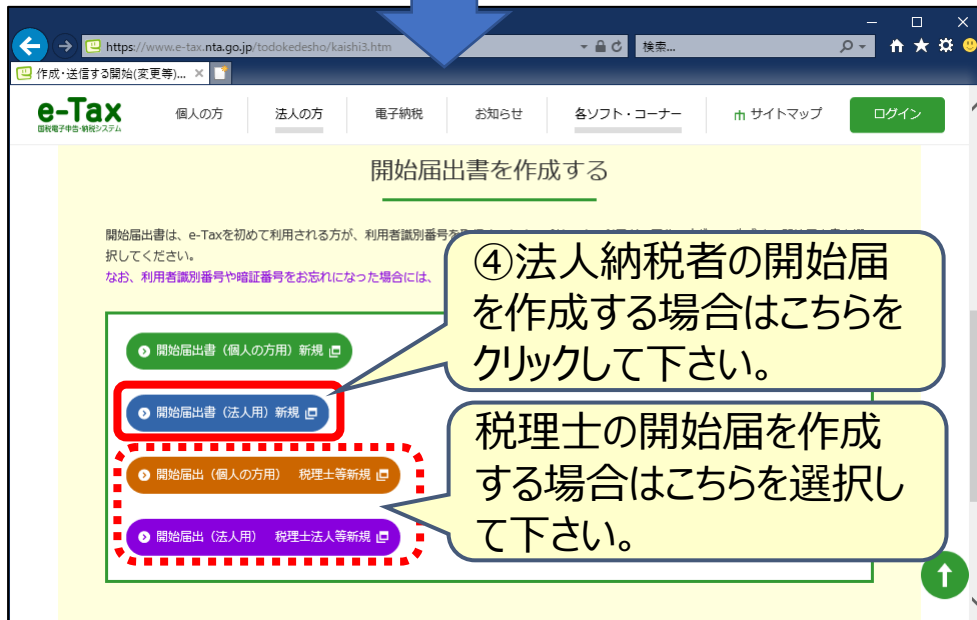 https://www.e-tax.nta.go.jp/todokedesho/kaishi3.htm
検索...
作成・送信する開始(変更等)...
e-Tax
国税電子申告・納税システム
個人の方
法人の方
電子納税
お知らせ
各ソフト・コーナー
サイトマップ
ログイン
開始届出書を作成する
開始届出書は、e-Taxを初めて利用される方が、利用者識別番号を
択してください。
なお、利用者識別番号や暗証番号をお忘れになった場合には、
④法人納税者の開始届
を作成する場合はこちらを
クリックして下さい。
開始届出書（個人の方用）新規
開始届出書（法人用）新規
税理士の開始届を作成
する場合はこちらを選択し
て下さい。
開始届出（個人の方用）　税理士等新規
開始届出（法人用）　税理士法人等新規